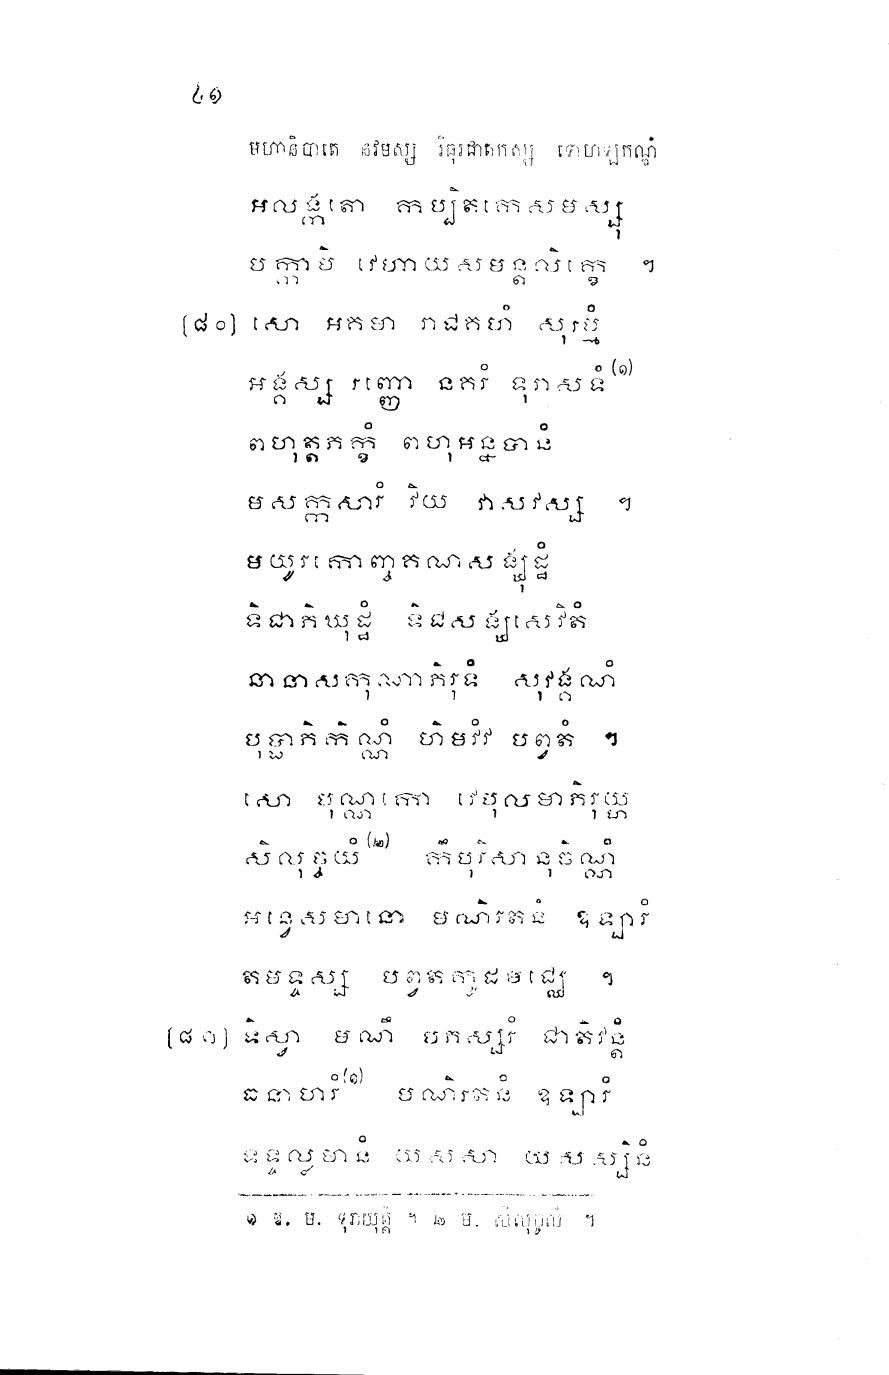 ៤១
មហានិបាតេ នវមស្ស វិធុរជាតកស្ស ទោហឡកណ្ឌំ
អលង្កតោ កប្បិតកេសមស្សុ
បក្កាមិ វេហាយសមន្តលិក្ខេ ។
[៨០] សោ អគមា រាជគហំ សុរម្មំ
អង្គស្ស រញ្ញោ នគរំ ទុរាសទំ(១)
ពហុត្តភក្ខំ ពហុអន្នបានំ
មសក្កសារំ វិយ វាសវស្ស ។
មយូរកោញ្ចគណសង្ឃុដ្ឋំ
ទិជាភិឃុដ្ឋំ ទិជសង្ឃសេវិតំ
នានាសកុណាភិរុទំ សុវង្គណំ
បុប្ផាភិកិណ្ណំ ហិមវំវ បព្វតំ ។
សោ បុណ្ណកោ វេបុលមាភិរុយ្ហ
សិលុច្ចយំ(២) កឹបុរិសានុចិណ្ណំ
អន្វេសមានោ មណិរតនំ ឧឡារំ
តមទ្ទស្ស បព្វតកូដមជ្ឈេ ។
[៨១] ទិស្វា មណឹ បភស្សរំ ជាតិវន្តំ
ធនាហរំ(១) មណិរតនំ ឧឡារំ
ទទ្ទល្លមានំ យសសា យសស្សិនំ
១ ឱ. ម. ទុរាយុត្តំ ។ ២ ម.